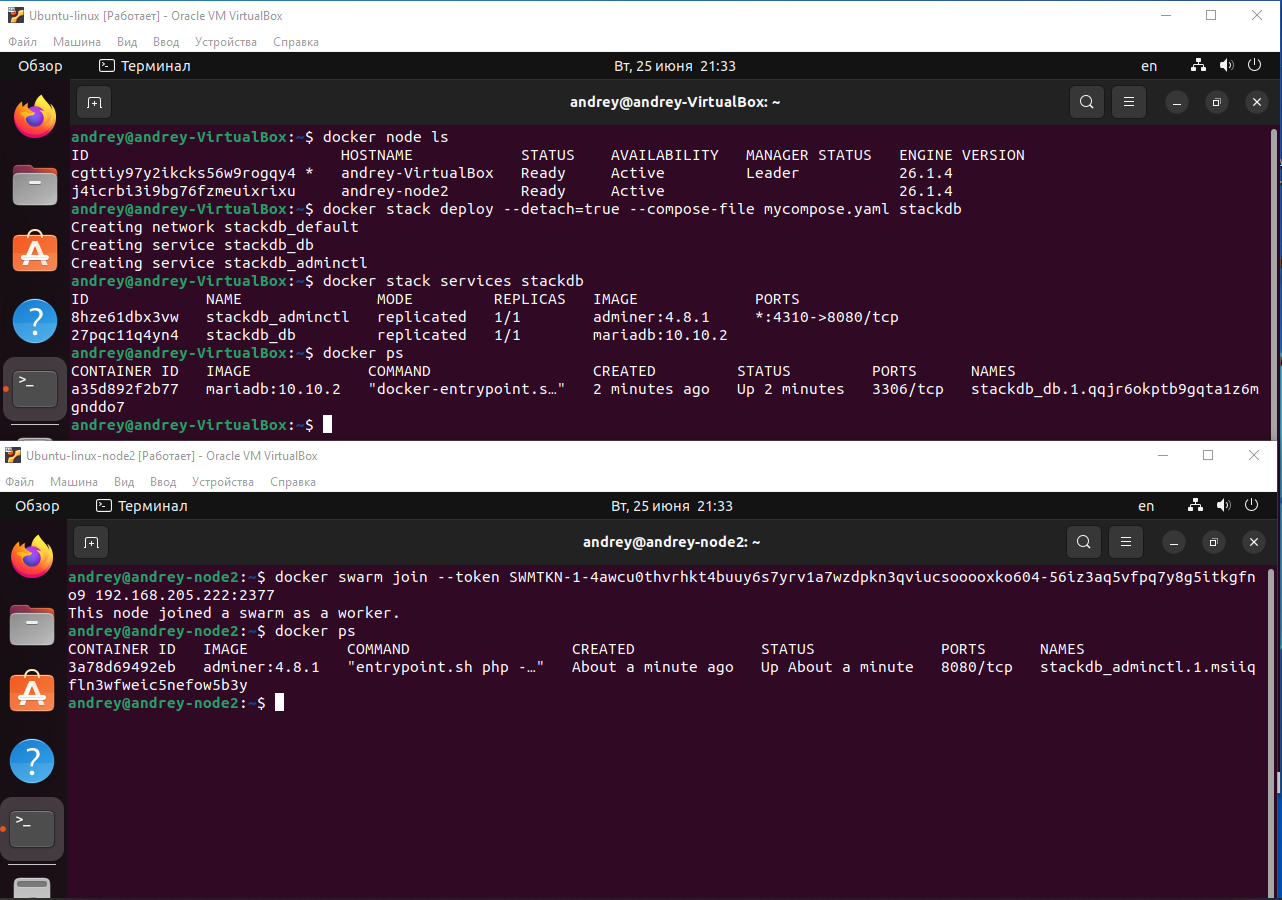 Ubuntu-linux [Работает] - Oracle VM VirtualBox
Файл Машина Вид Ввод Устройства Справка
Обзор Терминал Вт, 25 июня 21:33 en
andrey@andrey-VirtualBox: ~
andrey@andrey-VirtualBox:~$ docker node ls
ID HOSTNAME STATUS AVAILABILITY MANAGER STATUS ENGINE VERSION
cgttiy97y2ikcks56w9rogqy4 * andrey-VirtualBox Ready Active Leader 26.1.4
j4icrbi3i9bg76fzmeuixrixu andrey-node2 Ready Active 26.1.4
andrey@andrey-VirtualBox:~$ docker stack deploy --detach=true --compose-file mycompose.yaml stackdb
Creating network stackdb_default
Creating service stackdb_db
Creating service stackdb_adminctl
andrey@andrey-VirtualBox:~$ docker stack services stackdb
ID NAME MODE REPLICAS IMAGE PORTS
8hze61dbx3vw stackdb_adminctl replicated 1/1 adminer:4.8.1 *:4310->8080/tcp
27pqc11q4yn4 stackdb_db replicated 1/1 mariadb:10.10.2
andrey@andrey-VirtualBox:~$ docker ps
CONTAINER ID IMAGE COMMAND CREATED STATUS PORTS NAMES
a35d892f2b77 mariadb:10.10.2 "docker-entrypoint.s…" 2 minutes ago Up 2 minutes 3306/tcp stackdb_db.1.qqjr6okptb9gqta1z6m
gnddo7
andrey@andrey-VirtualBox:~$
Ubuntu-linux-node2 [Работает] - Oracle VM VirtualBox
Файл Машина Вид Ввод Устройства Справка
Обзор Терминал Вт, 25 июня 21:33 en
andrey@andrey-node2: ~
andrey@andrey-node2:~$ docker swarm join --token SWMTKN-1-4awcu0thvrhkt4buuy6s7yrv1a7wzdpkn3qviucsooooxko604-56iz3aq5vfpq7y8g5itkgfn
o9 192.168.205.222:2377
This node joined a swarm as a worker.
andrey@andrey-node2:~$ docker ps
CONTAINER ID IMAGE COMMAND CREATED STATUS PORTS NAMES
3a78d69492eb adminer:4.8.1 "entrypoint.sh php -…" About a minute ago Up About a minute 8080/tcp stackdb_adminctl.1.msiiq
fln3wfweic5nefow5b3y
andrey@andrey-node2:~$